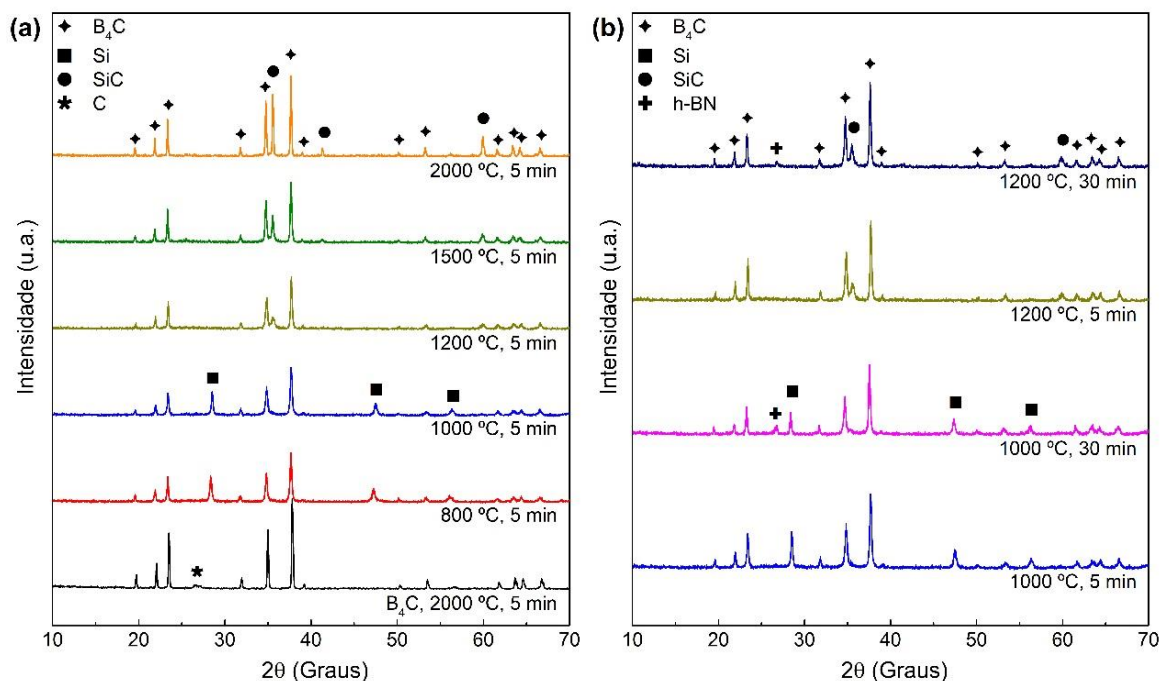 (a)
B₄C
Si
SiC
C
2000 ºC, 5 min
1500 ºC, 5 min
1200 ºC, 5 min
1000 ºC, 5 min
800 ºC, 5 min
B₄C, 2000 ºC, 5 min
Intensidade (u.a.)
10 20 30 40 50 60 70
2θ (Graus)
(b)
B₄C
Si
SiC
h-BN
1200 ºC, 30 min
1200 ºC, 5 min
1000 ºC, 30 min
1000 ºC, 5 min
Intensidade (u.a.)
10 20 30 40 50 60 70
2θ (Graus)